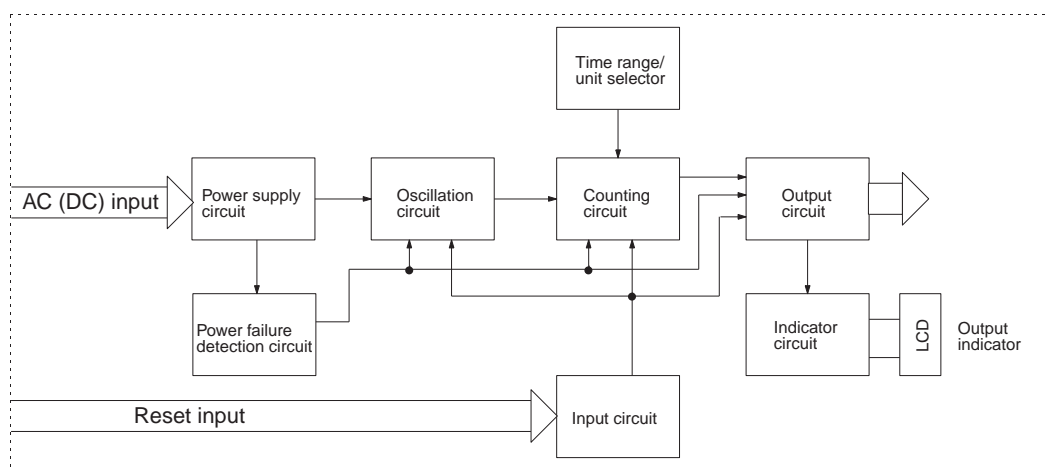 Time range/
unit selector
AC (DC) input
Power supply
circuit
Oscillation
circuit
Counting
circuit
Output
circuit
Power failure
detection circuit
Indicator
circuit
LCD
Output
indicator
Reset input
Input circuit